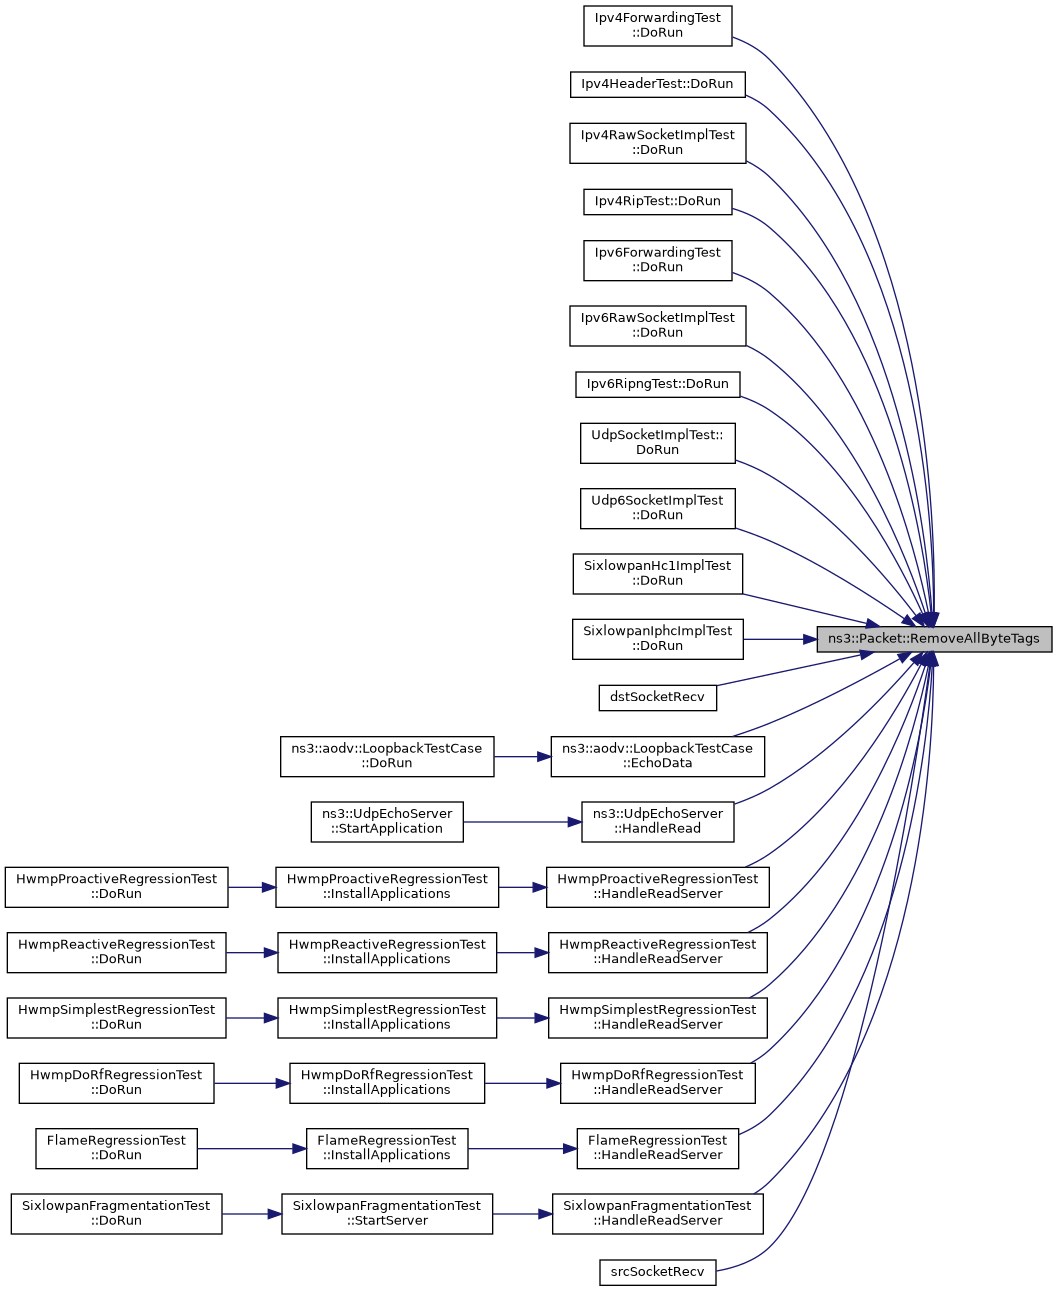 Ipv4ForwardingTest
::DoRun
Ipv4HeaderTest::DoRun
Ipv4RawSocketImplTest
::DoRun
Ipv4RipTest::DoRun
Ipv6ForwardingTest
::DoRun
Ipv6RawSocketImplTest
::DoRun
Ipv6RipngTest::DoRun
UdpSocketImplTest::
DoRun
Udp6SocketImplTest
::DoRun
SixlowpanHc1ImplTest
::DoRun
SixlowpanIphcImplTest
::DoRun
ns3::Packet::RemoveAllByteTags
dstSocketRecv
ns3::aodv::LoopbackTestCase
::DoRun
ns3::aodv::LoopbackTestCase
::EchoData
ns3::UdpEchoServer
::StartApplication
ns3::UdpEchoServer
::HandleRead
HwmpProactiveRegressionTest
::DoRun
HwmpProactiveRegressionTest
::InstallApplications
HwmpProactiveRegressionTest
::HandleReadServer
HwmpReactiveRegressionTest
::DoRun
HwmpReactiveRegressionTest
::InstallApplications
HwmpReactiveRegressionTest
::HandleReadServer
HwmpSimplestRegressionTest
::DoRun
HwmpSimplestRegressionTest
::InstallApplications
HwmpSimplestRegressionTest
::HandleReadServer
HwmpDoRfRegressionTest
::DoRun
HwmpDoRfRegressionTest
::InstallApplications
HwmpDoRfRegressionTest
::HandleReadServer
FlameRegressionTest
::DoRun
FlameRegressionTest
::InstallApplications
FlameRegressionTest
::HandleReadServer
SixlowpanFragmentationTest
::DoRun
SixlowpanFragmentationTest
::StartServer
SixlowpanFragmentationTest
::HandleReadServer
srcSocketRecv